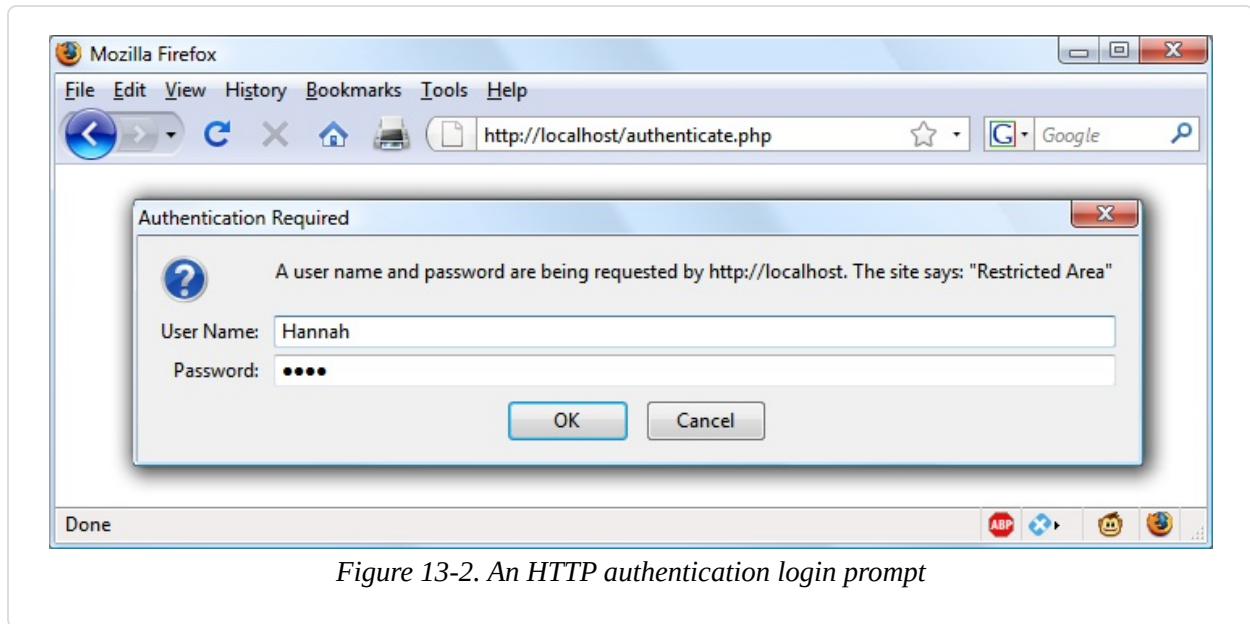 Mozilla Firefox
File Edit View History Bookmarks Tools Help
http://localhost/authenticate.php G Google
Authentication Required
? A user name and password are being requested by http://localhost. The site says: "Restricted Area"
User Name: Hannah
Password: ••••
OK Cancel
Done ABP
Figure 13-2. An HTTP authentication login prompt